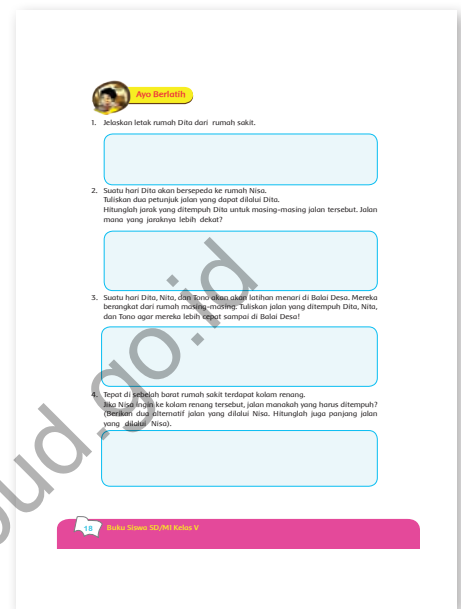 Ayo Berlatih
1. Jelaskan letak rumah Dita dari rumah sakit.
2. Suatu hari Dita akan bersepeda ke rumah Nisa.
Tuliskan dua petunjuk jalan yang dapat dilalui Dita.
Hitunglah jarak yang ditempuh Dita untuk masing-masing jalan tersebut. Jalan
mana yang jaraknya lebih dekat?
3. Suatu hari Dita, Nita, dan Tono akan akan latihan menari di Balai Desa. Mereka
berangkat dari rumah masing-masing. Tuliskan jalan yang ditempuh Dita, Nita,
dan Tono agar mereka lebih cepat sampai di Balai Desa!
4. Tepat di sebelah barat rumah sakit terdapat kolam renang.
Jika Nisa ingin ke kolam renang tersebut, jalan manakah yang harus ditempuh?
(Berikan dua alternatif jalan yang dilalui Nisa. Hitunglah juga panjang jalan
yang dilalui Nisa).
18 Buku Siswa SD/MI Kelas V
bud.go.id